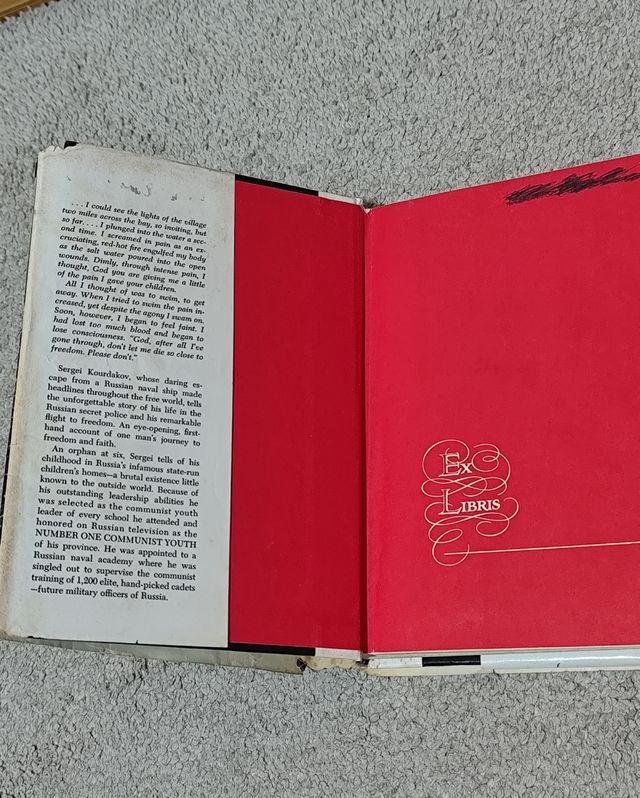 . . . I could see the lights of the village
two miles across the bay, so inviting, but
so far. . . . I plunged into the water a sec-
ond time. I screamed in pain as an ex-
cruciating, red-hot fire engulfed my body
as the salt water poured into the open
wounds. Dimly, through intense pain, I
thought, God you are giving me a little
of the pain I gave your children.
All I thought of was to swim, to get
away. When I tried to swim the pain in-
creased, yet despite the agony I swam on.
Soon, however, I began to feel faint. I
had lost too much blood and began to
lose consciousness. "God, after all I've
gone through, don't let me die so close to
freedom. Please don't."
Sergei Kourdakov, whose daring es-
cape from a Russian naval ship made
headlines throughout the free world, tells
the unforgettable story of his life in the
Russian secret police and his remarkable
flight to freedom. An eye-opening, first-
hand account of one man's journey to
freedom and faith.
An orphan at six, Sergei tells of his
childhood in Russia's infamous state-run
children's homes—a brutal existence little
known to the outside world. Because of
his outstanding leadership abilities he
was selected as the communist youth
leader of every school he attended and
honored on Russian television as the
NUMBER ONE COMMUNIST YOUTH
of his province. He was appointed to a
Russian naval academy where he was
singled out to supervise the communist
training of 1,200 elite, hand-picked cadets
—future military officers of Russia.
EX
LIBRIS